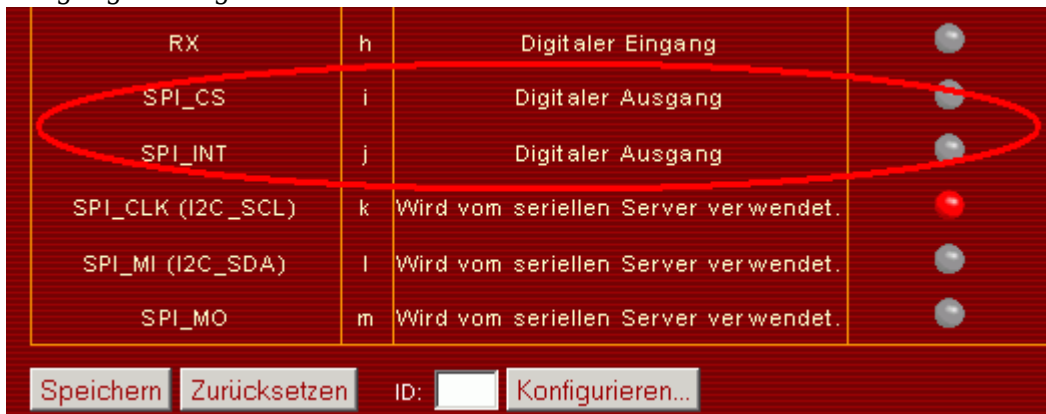 RX h Digitaler Eingang
SPI_CS i Digitaler Ausgang
SPI_INT j Digitaler Ausgang
SPI_CLK (I2C_SCL) k Wird vom seriellen Server verwendet.
SPI_MI (I2C_SDA) l Wird vom seriellen Server verwendet.
SPI_MO m Wird vom seriellen Server verwendet.
Speichern Zurücksetzen ID: Konfigurieren...